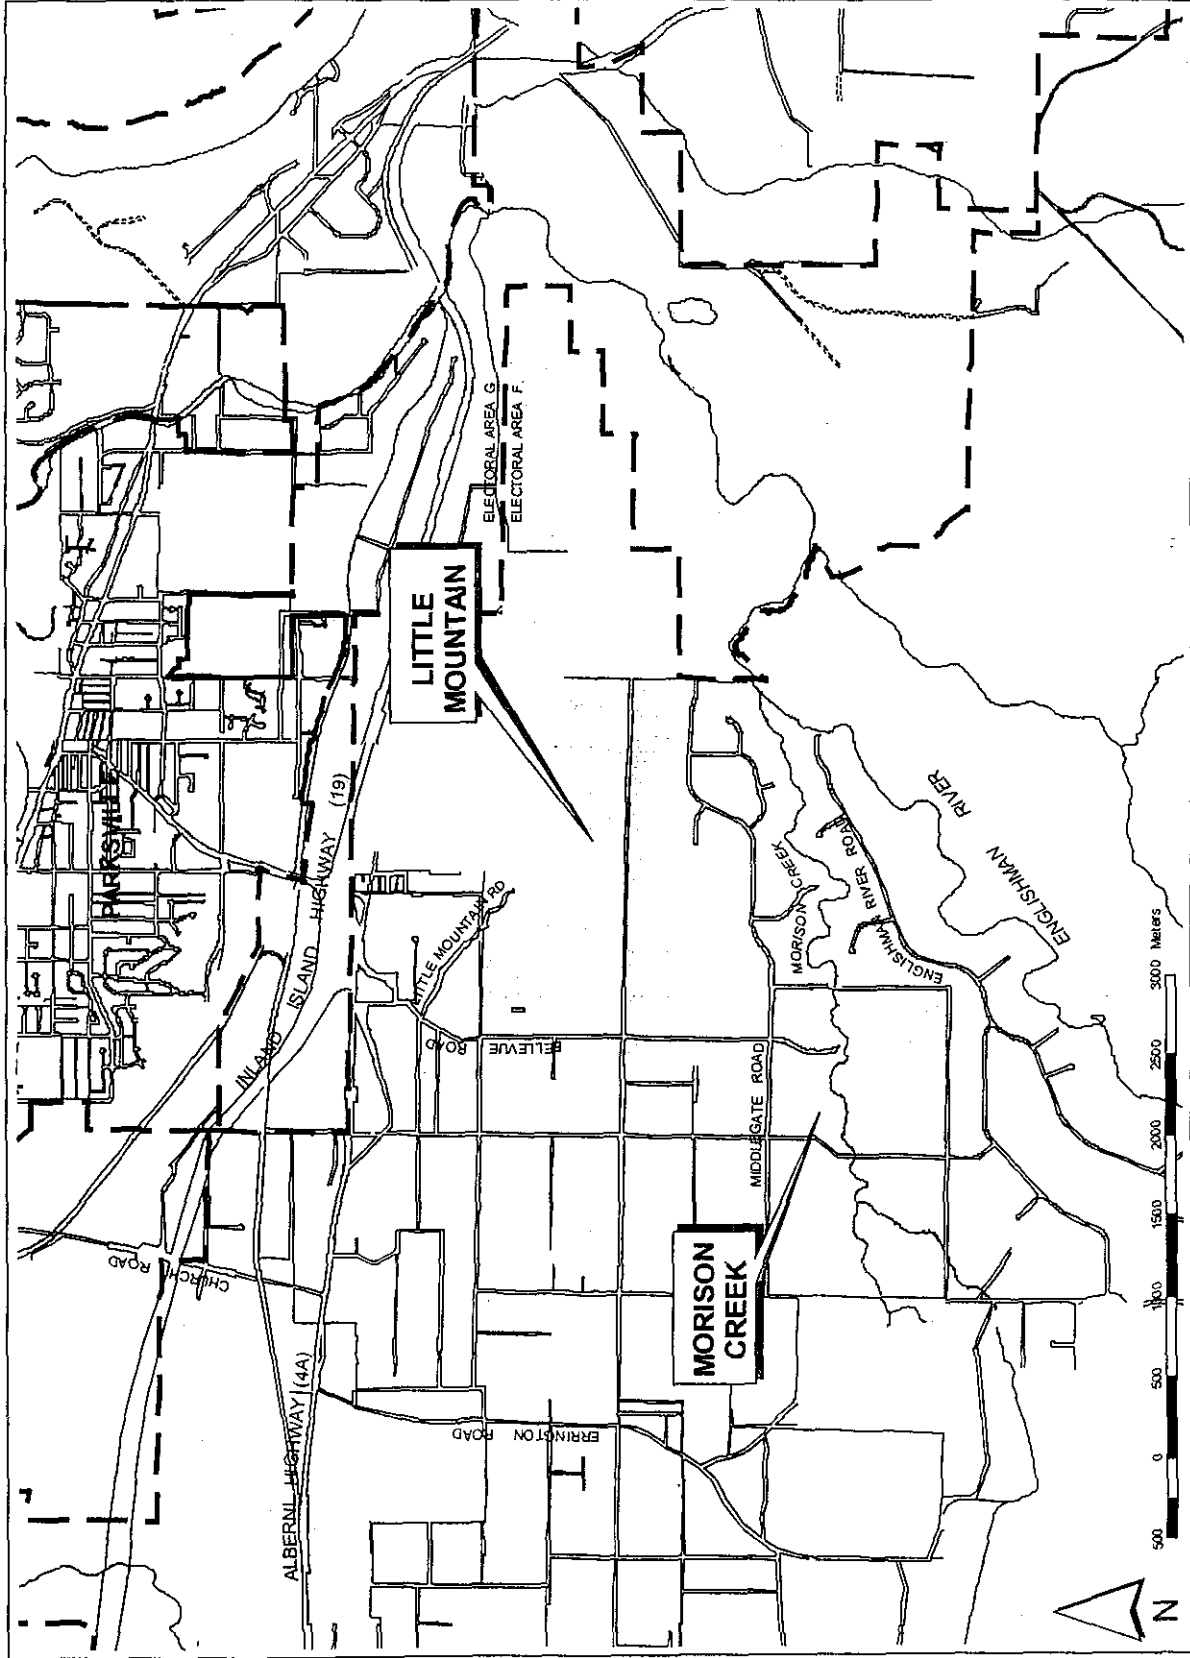 PARKSVILLE
ELECTORAL AREA G
ELECTORAL AREA F
LITTLE
MOUNTAIN
INLAND ISLAND HIGHWAY (19)
LITTLE MOUNTAIN RD
BELLEVUE ROAD
CHURCH ROAD
ALBERNI HIGHWAY (4A)
ERRINGTON ROAD
MIDDLEGATE ROAD
MORISON CREEK
ENGLISHMAN RIVER ROAD
ENGLISHMAN RIVER
MORISON
CREEK
500 0 500 1000 1500 2000 2500 3000 Meters
N